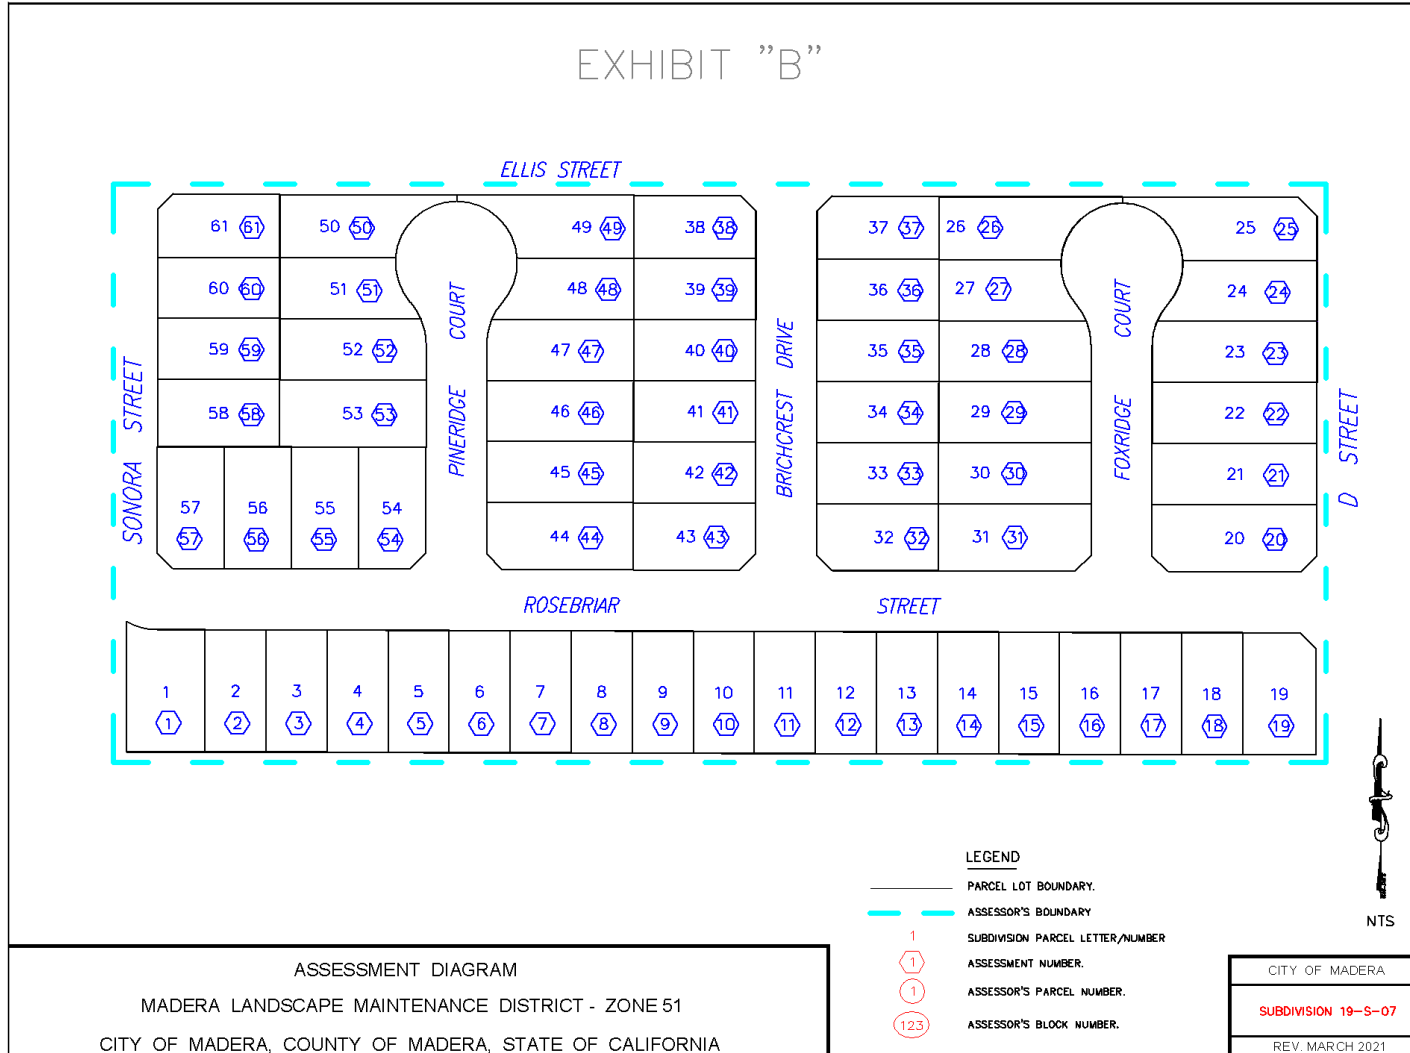 EXHIBIT "B"
ELLIS STREET
61 61 50 50 49 49 38 38 37 37 26 26 25 25
60 60 51 51 48 48 39 39 36 36 27 27 24 24
59 59 52 52 47 47 40 40 35 35 28 28 23 23
58 58 53 53 46 46 41 41 34 34 29 29 22 22
45 45 42 42 33 33 30 30 21 21
57 56 55 54
57 56 55 54 44 44 43 43 32 32 31 31 20 20
SONORA STREET
PINERIDGE COURT
BRICHCREST DRIVE
FOXRIDGE COURT
D STREET
ROSEBRIAR STREET
1 2 3 4 5 6 7 8 9 10 11 12 13 14 15 16 17 18 19
1 2 3 4 5 6 7 8 9 10 11 12 13 14 15 16 17 18 19
NTS
LEGEND
PARCEL LOT BOUNDARY.
ASSESSOR'S BOUNDARY
1 SUBDIVISION PARCEL LETTER/NUMBER
1 ASSESSMENT NUMBER.
1 ASSESSOR'S PARCEL NUMBER.
123 ASSESSOR'S BLOCK NUMBER.
ASSESSMENT DIAGRAM
MADERA LANDSCAPE MAINTENANCE DISTRICT - ZONE 51
CITY OF MADERA, COUNTY OF MADERA, STATE OF CALIFORNIA
CITY OF MADERA
SUBDIVISION 19-S-07
REV. MARCH 2021